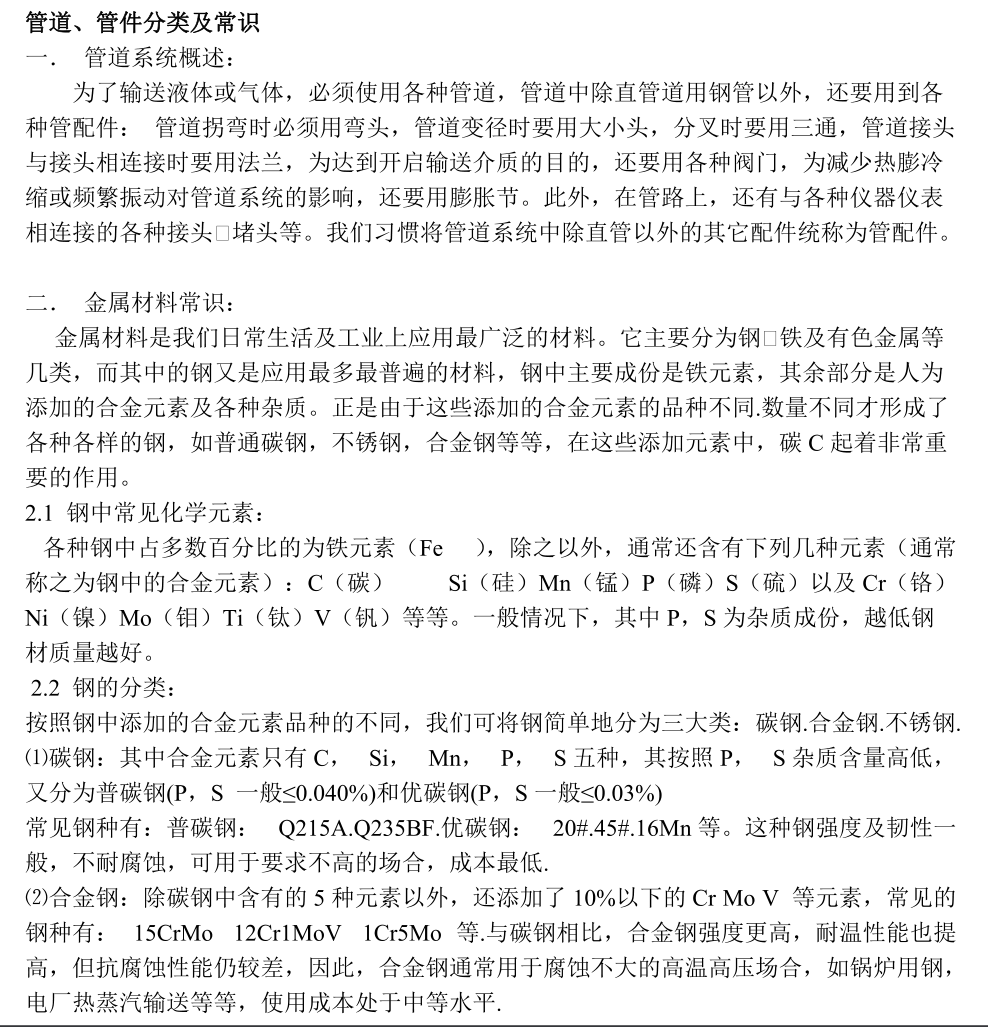 管道、管件分类及常识
一． 管道系统概述：
为了输送液体或气体，必须使用各种管道，管道中除直管道用钢管以外，还要用到各
种管配件： 管道拐弯时必须用弯头，管道变径时要用大小头，分叉时要用三通，管道接头
与接头相连接时要用法兰，为达到开启输送介质的目的，还要用各种阀门，为减少热膨冷
缩或频繁振动对管道系统的影响，还要用膨胀节。此外，在管路上，还有与各种仪器仪表
相连接的各种接头□堵头等。我们习惯将管道系统中除直管以外的其它配件统称为管配件。
二． 金属材料常识：
金属材料是我们日常生活及工业上应用最广泛的材料。它主要分为钢□铁及有色金属等
几类，而其中的钢又是应用最多最普遍的材料，钢中主要成份是铁元素，其余部分是人为
添加的合金元素及各种杂质。正是由于这些添加的合金元素的品种不同.数量不同才形成了
各种各样的钢，如普通碳钢，不锈钢，合金钢等等，在这些添加元素中，碳 C 起着非常重
要的作用。
2.1 钢中常见化学元素：
各种钢中占多数百分比的为铁元素（Fe ），除之以外，通常还含有下列几种元素（通常
称之为钢中的合金元素）：C（碳） Si（硅）Mn（锰）P（磷）S（硫）以及 Cr（铬）
Ni（镍）Mo（钼）Ti（钛）V（钒）等等。一般情况下，其中 P，S 为杂质成份，越低钢
材质量越好。
2.2 钢的分类：
按照钢中添加的合金元素品种的不同，我们可将钢简单地分为三大类：碳钢.合金钢.不锈钢.
⑴碳钢：其中合金元素只有 C， Si， Mn， P， S 五种，其按照 P， S 杂质含量高低，
又分为普碳钢(P，S 一般≤0.040%)和优碳钢(P，S 一般≤0.03%)
常见钢种有：普碳钢： Q215A.Q235BF.优碳钢： 20#.45#.16Mn 等。这种钢强度及韧性一
般，不耐腐蚀，可用于要求不高的场合，成本最低.
⑵合金钢：除碳钢中含有的 5 种元素以外，还添加了 10%以下的 Cr Mo V 等元素，常见的
钢种有： 15CrMo 12Cr1MoV 1Cr5Mo 等.与碳钢相比，合金钢强度更高，耐温性能也提
高，但抗腐蚀性能仍较差，因此，合金钢通常用于腐蚀不大的高温高压场合，如锅炉用钢，
电厂热蒸汽输送等等，使用成本处于中等水平.